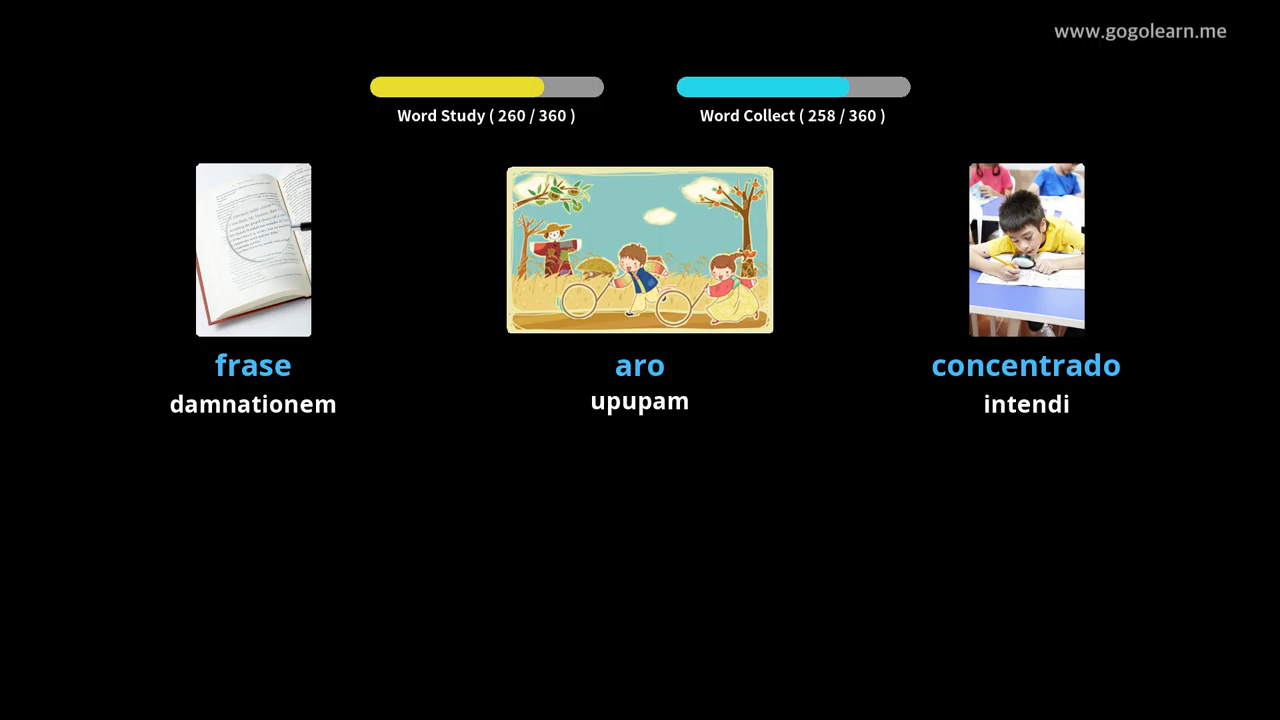 www.gogolearn.me
Word Study ( 260 / 360 )
Word Collect ( 258 / 360 )
frase
damnationem
aro
upupam
concentrado
intendi